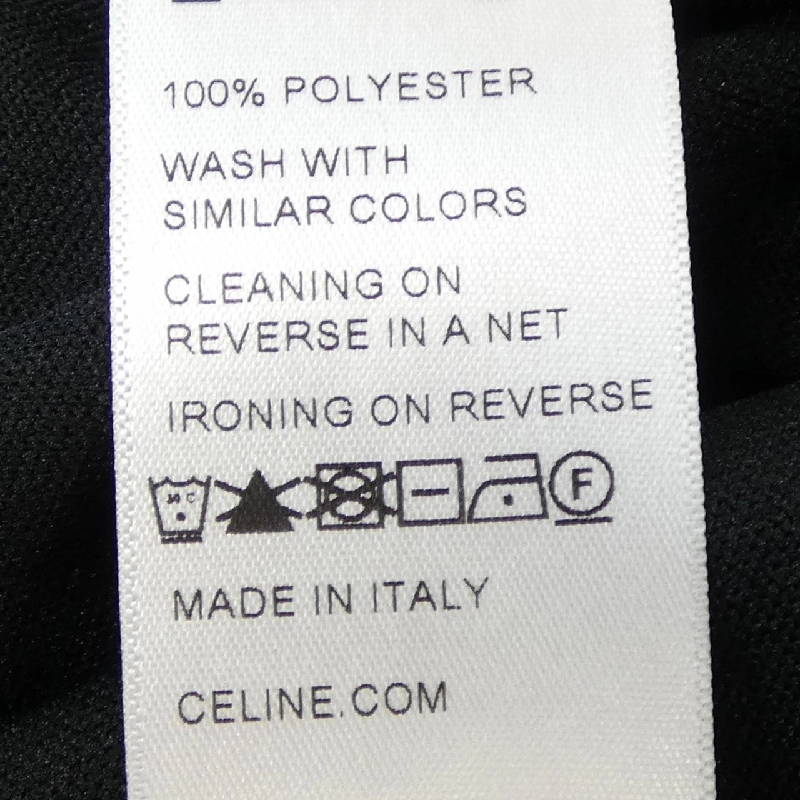 100% POLYESTER
WASH WITH
SIMILAR COLORS
CLEANING ON
REVERSE IN A NET
IRONING ON REVERSE
30 C F
MADE IN ITALY
CELINE.COM